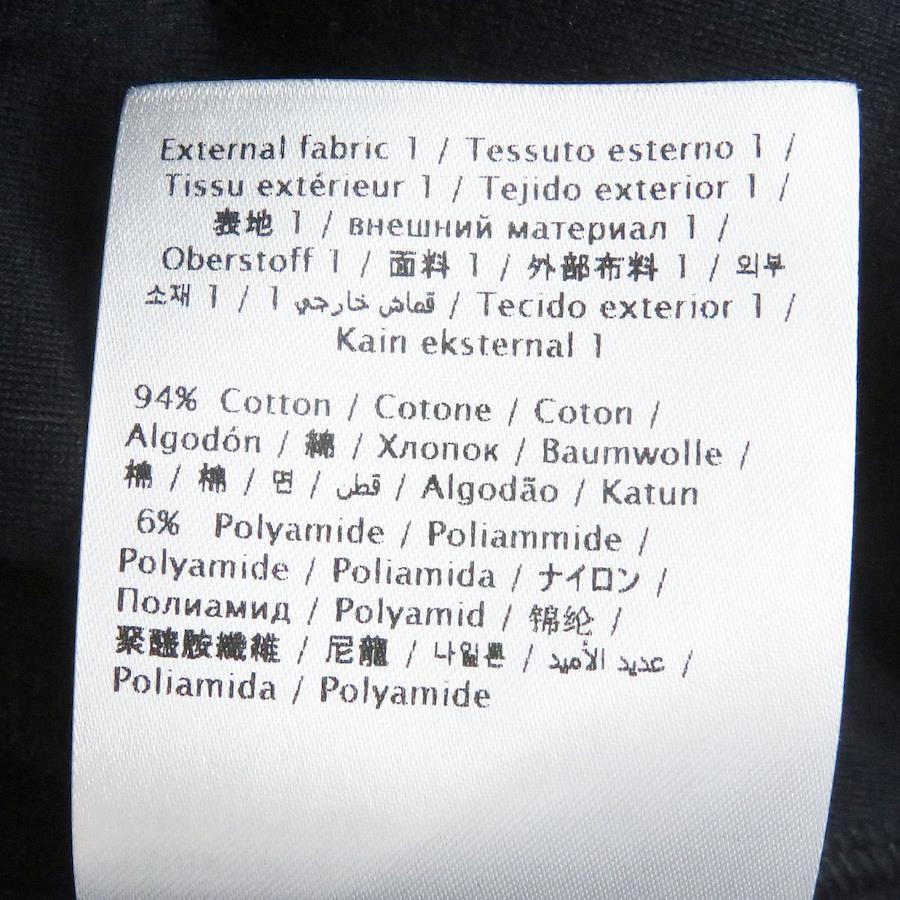 External fabric 1 / Tessuto esterno 1 /
Tissu extérieur 1 / Tejido exterior 1 /
表地 1 / внешний материал 1 /
Oberstoff 1 / 面料 1 / 外部布料 1 / 외부
소재 1 / 1 قماش خارجي / Tecido exterior 1 /
Kain eksternal 1
94% Cotton / Cotone / Coton /
Algodón / 綿 / Хлопок / Baumwolle /
棉 / 棉 / 면 / قطن / Algodão / Katun
6% Polyamide / Poliammide /
Polyamide / Poliamida / ナイロン /
Полиамид / Polyamid / 锦纶 /
聚醯胺纖維 / 尼龍 / 나일론 / عديد الأميد /
Poliamida / Polyamide